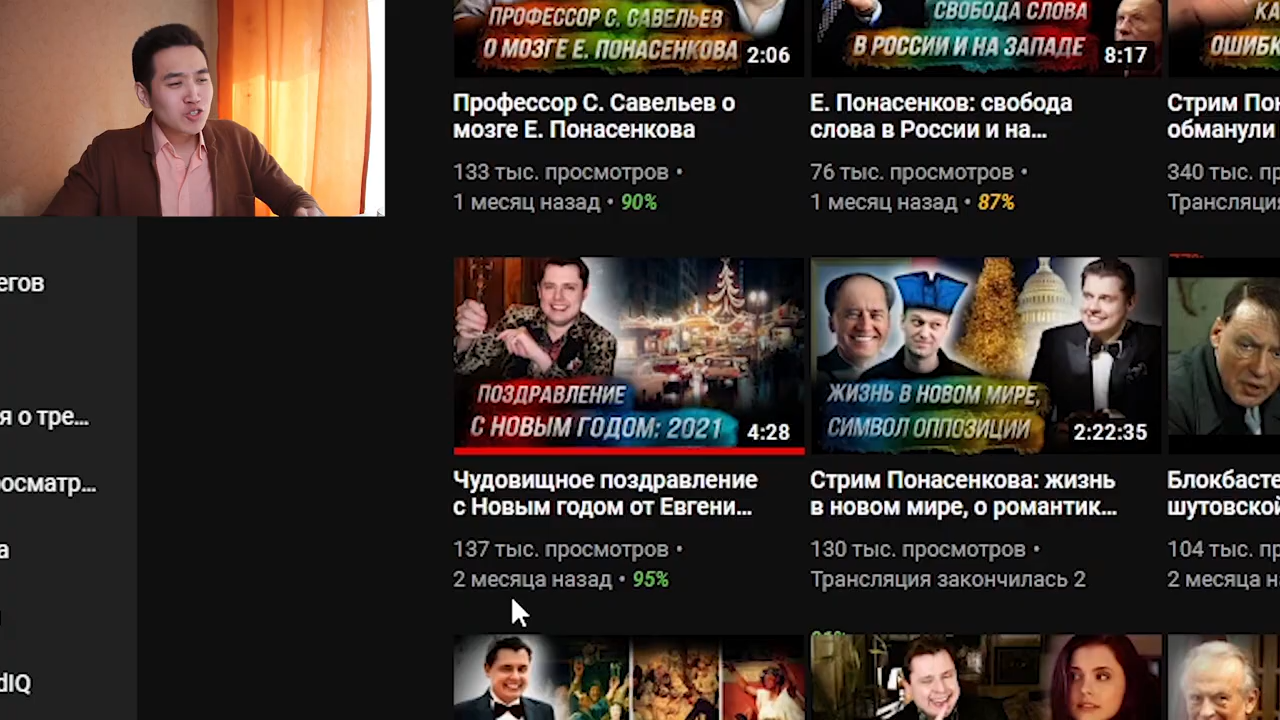 ПРОФЕССОР С. САВЕЛЬЕВ
О МОЗГЕ Е. ПОНАСЕНКОВА
2:06
СВОБОДА СЛОВА
В РОССИИ И НА ЗАПАДЕ
8:17
КА
ОШИБК
Профессор С. Савельев о
мозге Е. Понасенкова
133 тыс. просмотров •
1 месяц назад • 90%
Е. Понасенков: свобода
слова в России и на...
76 тыс. просмотров •
1 месяц назад • 87%
Стрим Пон
обманули
340 тыс. пр
Трансляция
егов
я о тре...
осматр...
а
dIQ
ПОЗДРАВЛЕНИЕ
С НОВЫМ ГОДОМ: 2021
4:28
ЖИЗНЬ В НОВОМ МИРЕ,
СИМВОЛ ОППОЗИЦИИ
2:22:35
Чудовищное поздравление
с Новым годом от Евгени...
137 тыс. просмотров •
2 месяца назад • 95%
Стрим Понасенкова: жизнь
в новом мире, о романтик...
130 тыс. просмотров •
Трансляция закончилась 2
Блокбасте
шутовской
104 тыс. пр
2 месяца н